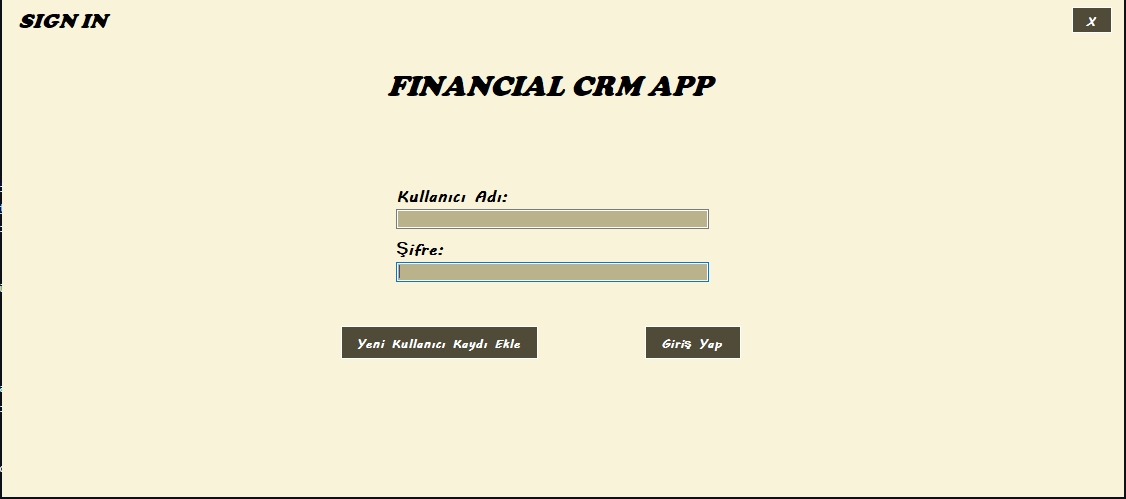 SIGN IN
X
FINANCIAL CRM APP
Kullanıcı Adı:
Şifre:
Yeni Kullanıcı Kaydı Ekle
Giriş Yap